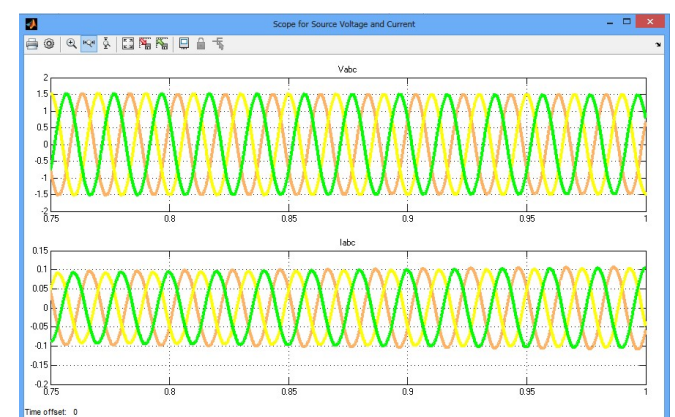 Scope for Source Voltage and Current
Vabc
2
1.5
1
0.5
0
-0.5
-1
-1.5
-2
0.75 0.8 0.85 0.9 0.95 1
Iabc
0.15
0.1
0.05
0
-0.05
-0.1
-0.15
-0.2
0.75 0.8 0.85 0.9 0.95 1
Time offset: 0